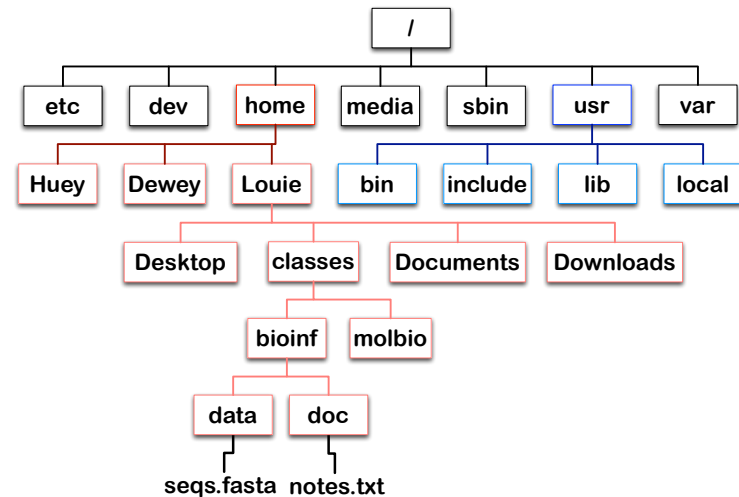 /
etc dev home media sbin usr var
Huey Dewey Louie bin include lib local
Desktop classes Documents Downloads
bioinf molbio
data doc
seqs.fasta notes.txt